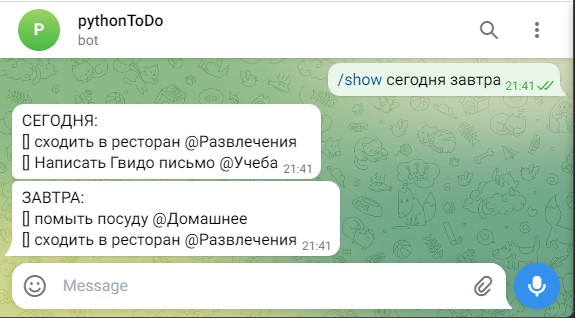 P
pythonToDo
bot
/show сегодня завтра 21:41
СЕГОДНЯ:
[] сходить в ресторан @Развлечения
[] Написать Гвидо письмо @Учеба 21:41
ЗАВТРА:
[] помыть посуду @Домашнее
[] сходить в ресторан @Развлечения 21:41
Message